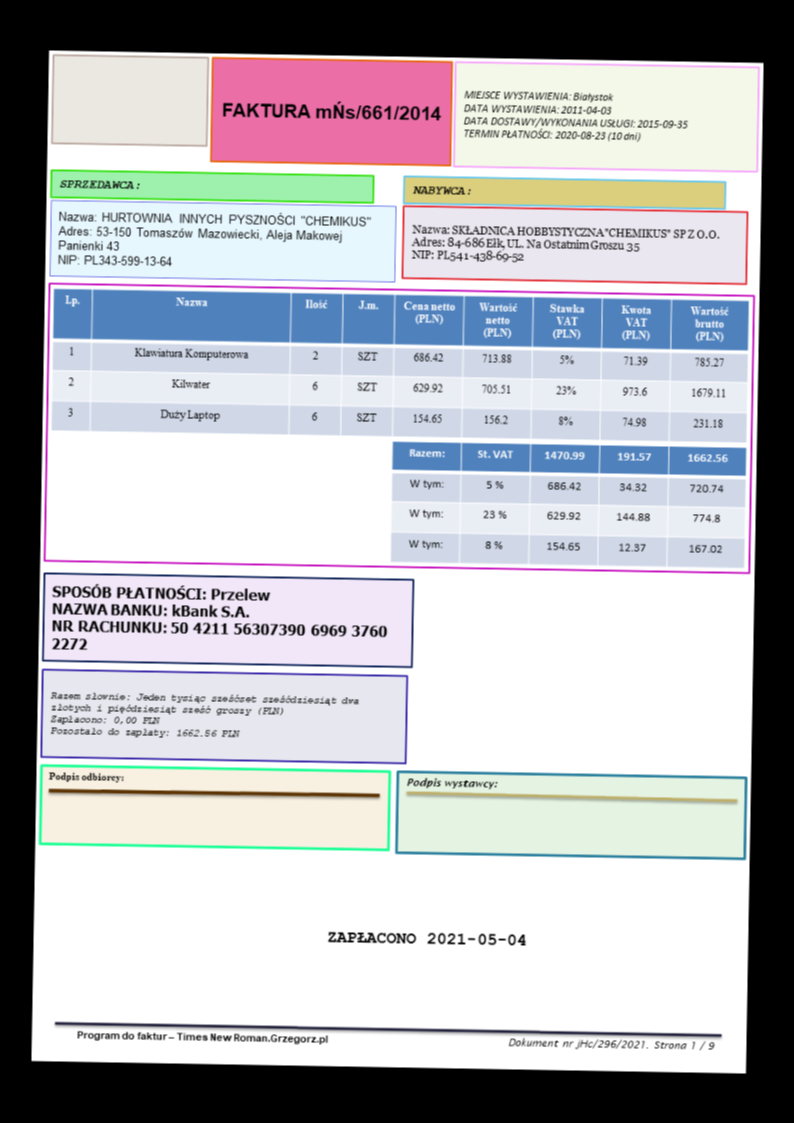 FAKTURA mŃs/661/2014
MIEJSCE WYSTAWIENIA: Białystok
DATA WYSTAWIENIA: 2011-04-03
DATA DOSTAWY/WYKONANIA USŁUGI: 2015-09-35
TERMIN PŁATNOŚCI: 2020-08-23 (10 dni)
SPRZEDAWCA:
Nazwa: HURTOWNIA INNYCH PYSZNOŚCI "CHEMIKUS"
Adres: 53-150 Tomaszów Mazowiecki, Aleja Makowej
Panienki 43
NIP: PL343-599-13-64
NABYWCA:
Nazwa: SKŁADNICA HOBBYSTYCZNA"CHEMIKUS" SP Z O.O.
Adres: 84-686 Ełk, UL. Na Ostatnim Groszu 35
NIP: PL541-438-69-52
Lp. Nazwa Ilość J.m. Cena netto (PLN) Wartość netto (PLN) Stawka VAT (PLN) Kwota VAT (PLN) Wartość brutto (PLN)
1 Klawiatura Komputerowa 2 SZT 686.42 713.88 5% 71.39 785.27
2 Kilwater 6 SZT 629.92 705.51 23% 973.6 1679.11
3 Duży Laptop 6 SZT 154.65 156.2 8% 74.98 231.18
Razem: St. VAT 1470.99 191.57 1662.56
W tym: 5 % 686.42 34.32 720.74
W tym: 23 % 629.92 144.88 774.8
W tym: 8 % 154.65 12.37 167.02
SPOSÓB PŁATNOŚCI: Przelew
NAZWA BANKU: kBank S.A.
NR RACHUNKU: 50 4211 56307390 6969 3760
2272
Razem słownie: Jeden tysiąc sześćset sześćdziesiąt dwa
złotych i pięćdziesiąt sześć groszy (PLN)
Zapłacono: 0,00 PLN
Pozostało do zapłaty: 1662.56 PLN
Podpis odbiorcy:
Podpis wystawcy:
ZAPŁACONO 2021-05-04
Program do faktur – Times New Roman.Grzegorz.pl
Dokument nr jHc/296/2021. Strona 1 / 9